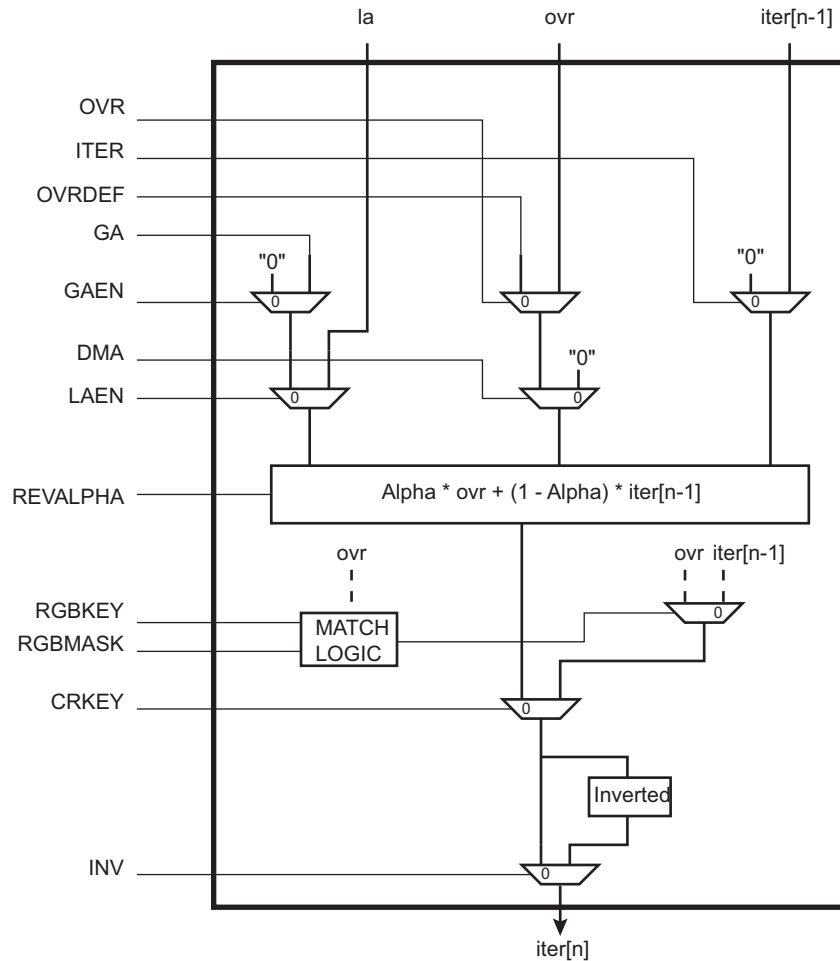 la ovr iter[n-1]
OVR
ITER
OVRDEF
GA
"0" "0"
GAEN 0 0 0
DMA "0"
LAEN 0 0
REVALPHA Alpha * ovr + (1 - Alpha) * iter[n-1]
ovr ovr iter[n-1]
RGBKEY 0
MATCH
RGBMASK LOGIC
CRKEY 0
Inverted
INV 0
iter[n]